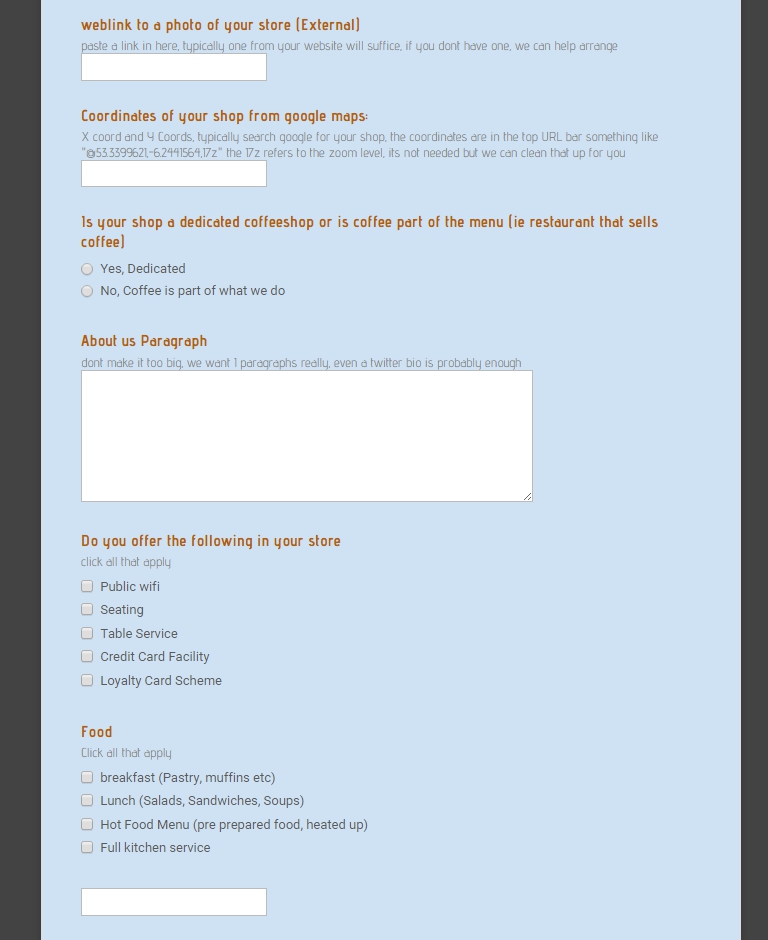 weblink to a photo of your store (External)
paste a link in here, typically one from your website will suffice, if you dont have one, we can help arrange
Coordinates of your shop from google maps:
X coord and Y Coords, typically search google for your shop, the coordinates are in the top URL bar something like
"@53.3399621,-6.2441564,17z" the 17z refers to the zoom level, its not needed but we can clean that up for you
Is your shop a dedicated coffeeshop or is coffee part of the menu (ie restaurant that sells
coffee)
Yes, Dedicated
No, Coffee is part of what we do
About us Paragraph
dont make it too big, we want 1 paragraphs really, even a twitter bio is probably enough
Do you offer the following in your store
click all that apply
Public wifi
Seating
Table Service
Credit Card Facility
Loyalty Card Scheme
Food
Click all that apply
breakfast (Pastry, muffins etc)
Lunch (Salads, Sandwiches, Soups)
Hot Food Menu (pre prepared food, heated up)
Full kitchen service